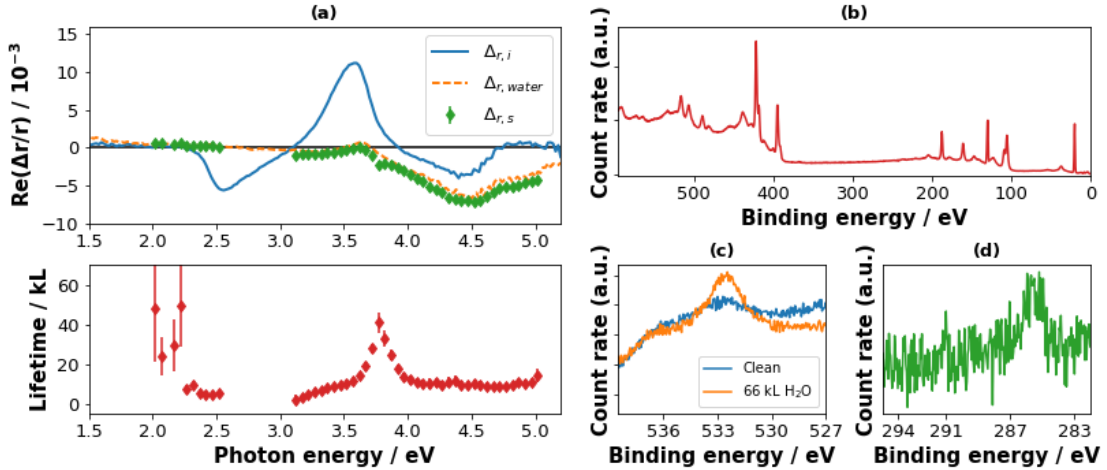 (a)
Re(Δr/r) / 10⁻³
15
10
5
0
−5
−10
Δr, i
Δr, water
Δr, s
1.5 2.0 2.5 3.0 3.5 4.0 4.5 5.0
Lifetime / kL
60
40
20
0
1.5 2.0 2.5 3.0 3.5 4.0 4.5 5.0
Photon energy / eV
(b)
Count rate (a.u.)
500 400 300 200 100 0
Binding energy / eV
(c)
Count rate (a.u.)
Clean
66 kL H₂O
536 533 530 527
Binding energy / eV
(d)
Count rate (a.u.)
294 291 287 283
Binding energy / eV